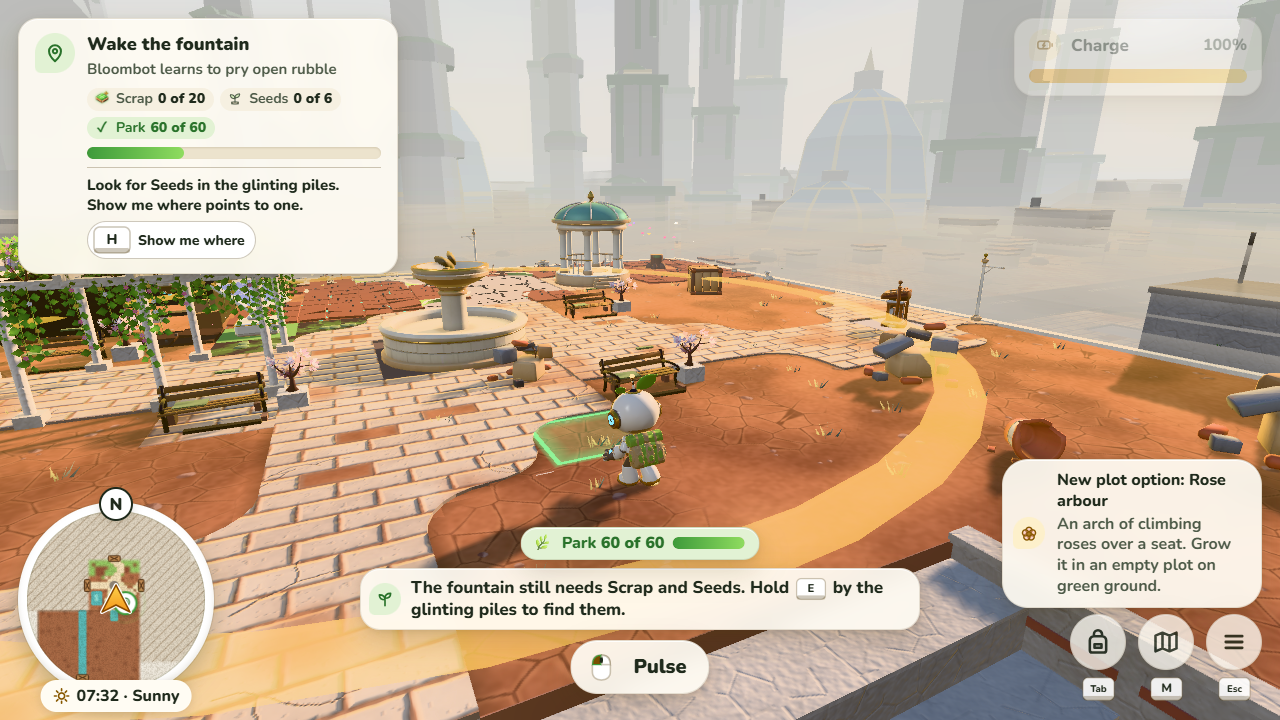 Wake the fountain
Bloombot learns to pry open rubble
Scrap 0 of 20 Seeds 0 of 6
Park 60 of 60
Look for Seeds in the glinting piles.
Show me where points to one.
H Show me where
Charge 100%
N
07:32 · Sunny
Park 60 of 60
The fountain still needs Scrap and Seeds. Hold E by the
glinting piles to find them.
Pulse
New plot option: Rose
arbour
An arch of climbing
roses over a seat. Grow
it in an empty plot on
green ground.
Tab M Esc